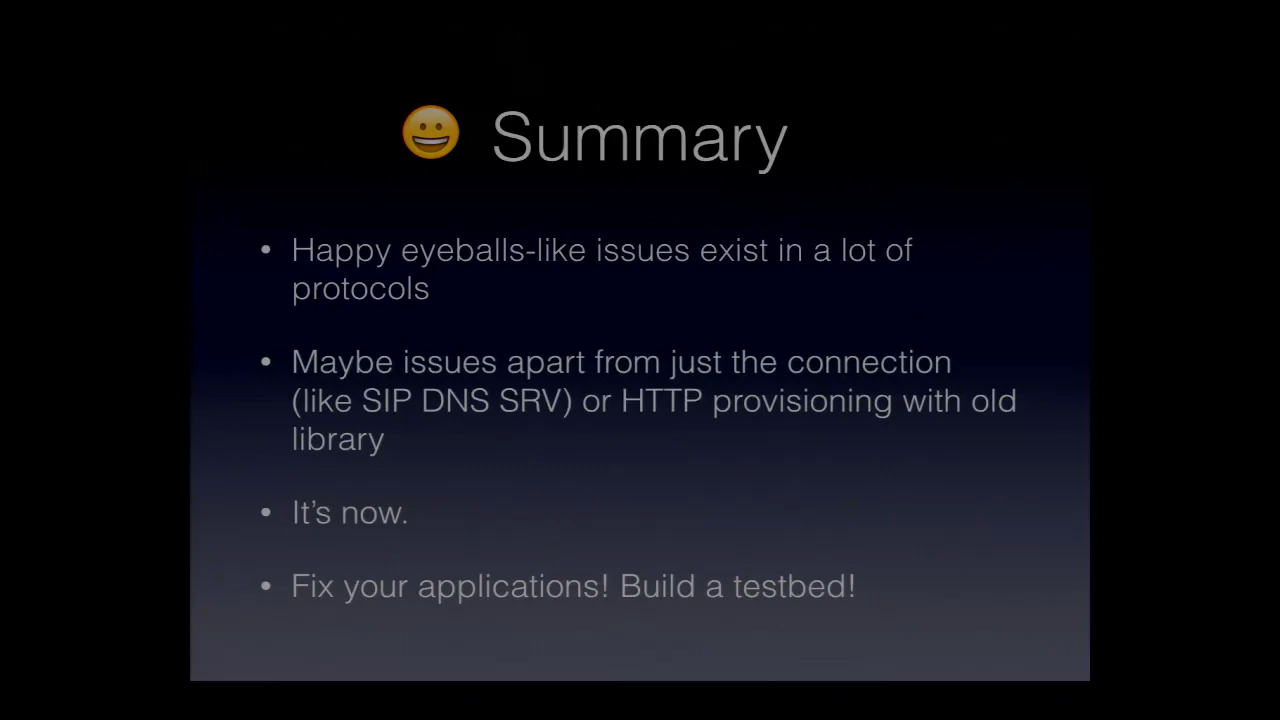 😀 Summary
• Happy eyeballs-like issues exist in a lot of
protocols
• Maybe issues apart from just the connection
(like SIP DNS SRV) or HTTP provisioning with old
library
• It’s now.
• Fix your applications! Build a testbed!